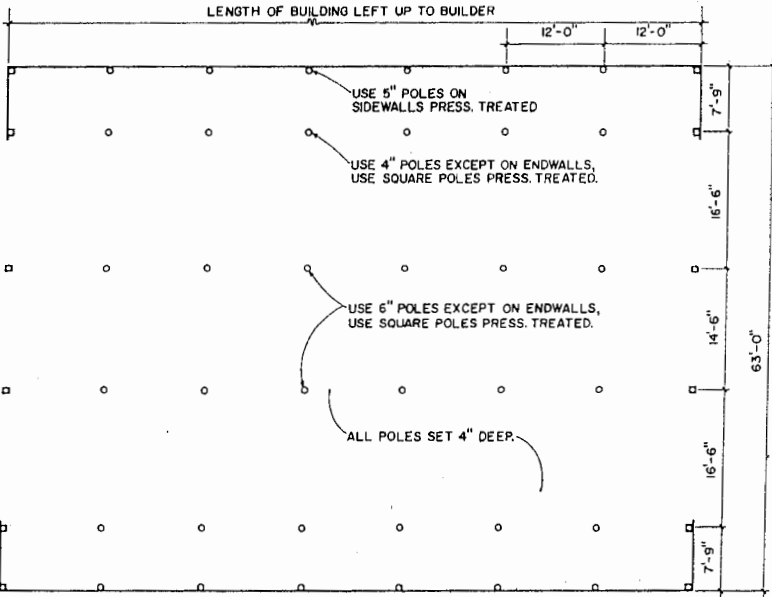 LENGTH OF BUILDING LEFT UP TO BUILDER
12'-0" 12'-0"
USE 5" POLES ON
SIDEWALLS PRESS. TREATED
7'-9"
USE 4" POLES EXCEPT ON ENDWALLS,
USE SQUARE POLES PRESS. TREATED.
16'-6"
USE 6" POLES EXCEPT ON ENDWALLS,
USE SQUARE POLES PRESS. TREATED.
14'-6"
63'-0"
ALL POLES SET 4" DEEP.
16'-6"
7'-9"